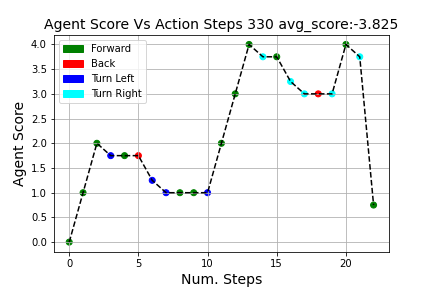 Agent Score Vs Action Steps 330 avg_score:-3.825
4.0
3.5
3.0
2.5
2.0
1.5
1.0
0.5
0.0
Agent Score
Forward
Back
Turn Left
Turn Right
0 5 10 15 20
Num. Steps